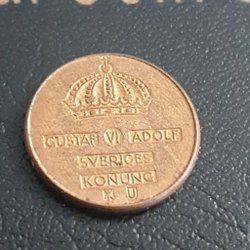 GUSTAF VI ADOLF
SVERIGES
KONUNG
U